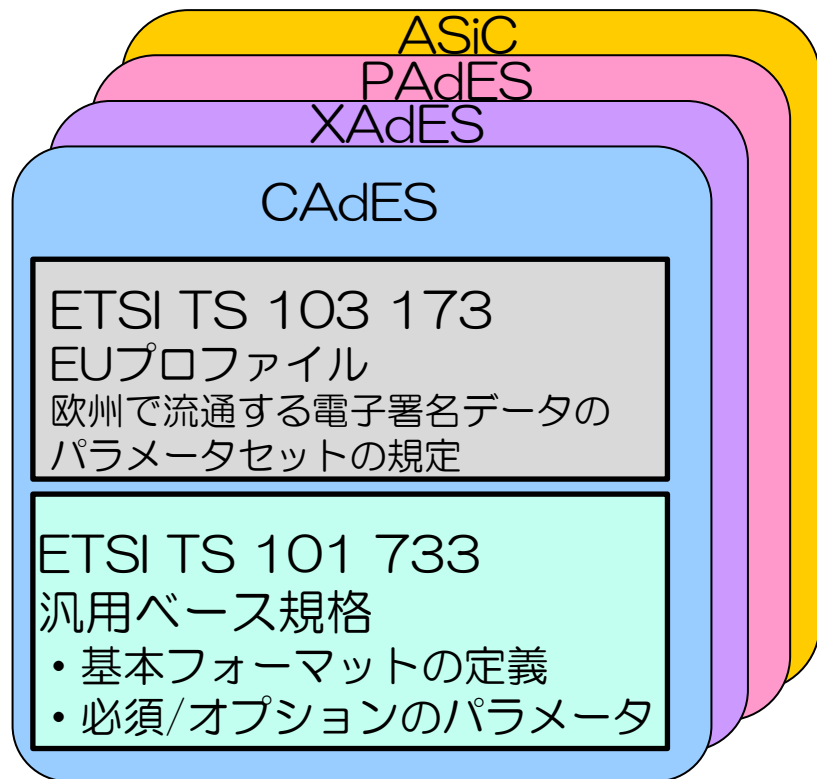 ASiC
PAdES
XAdES
CAdES
ETSI TS 103 173
EUプロファイル
欧州で流通する電子署名データの
パラメータセットの規定
ETSI TS 101 733
汎用ベース規格
・基本フォーマットの定義
・必須/オプションのパラメータ